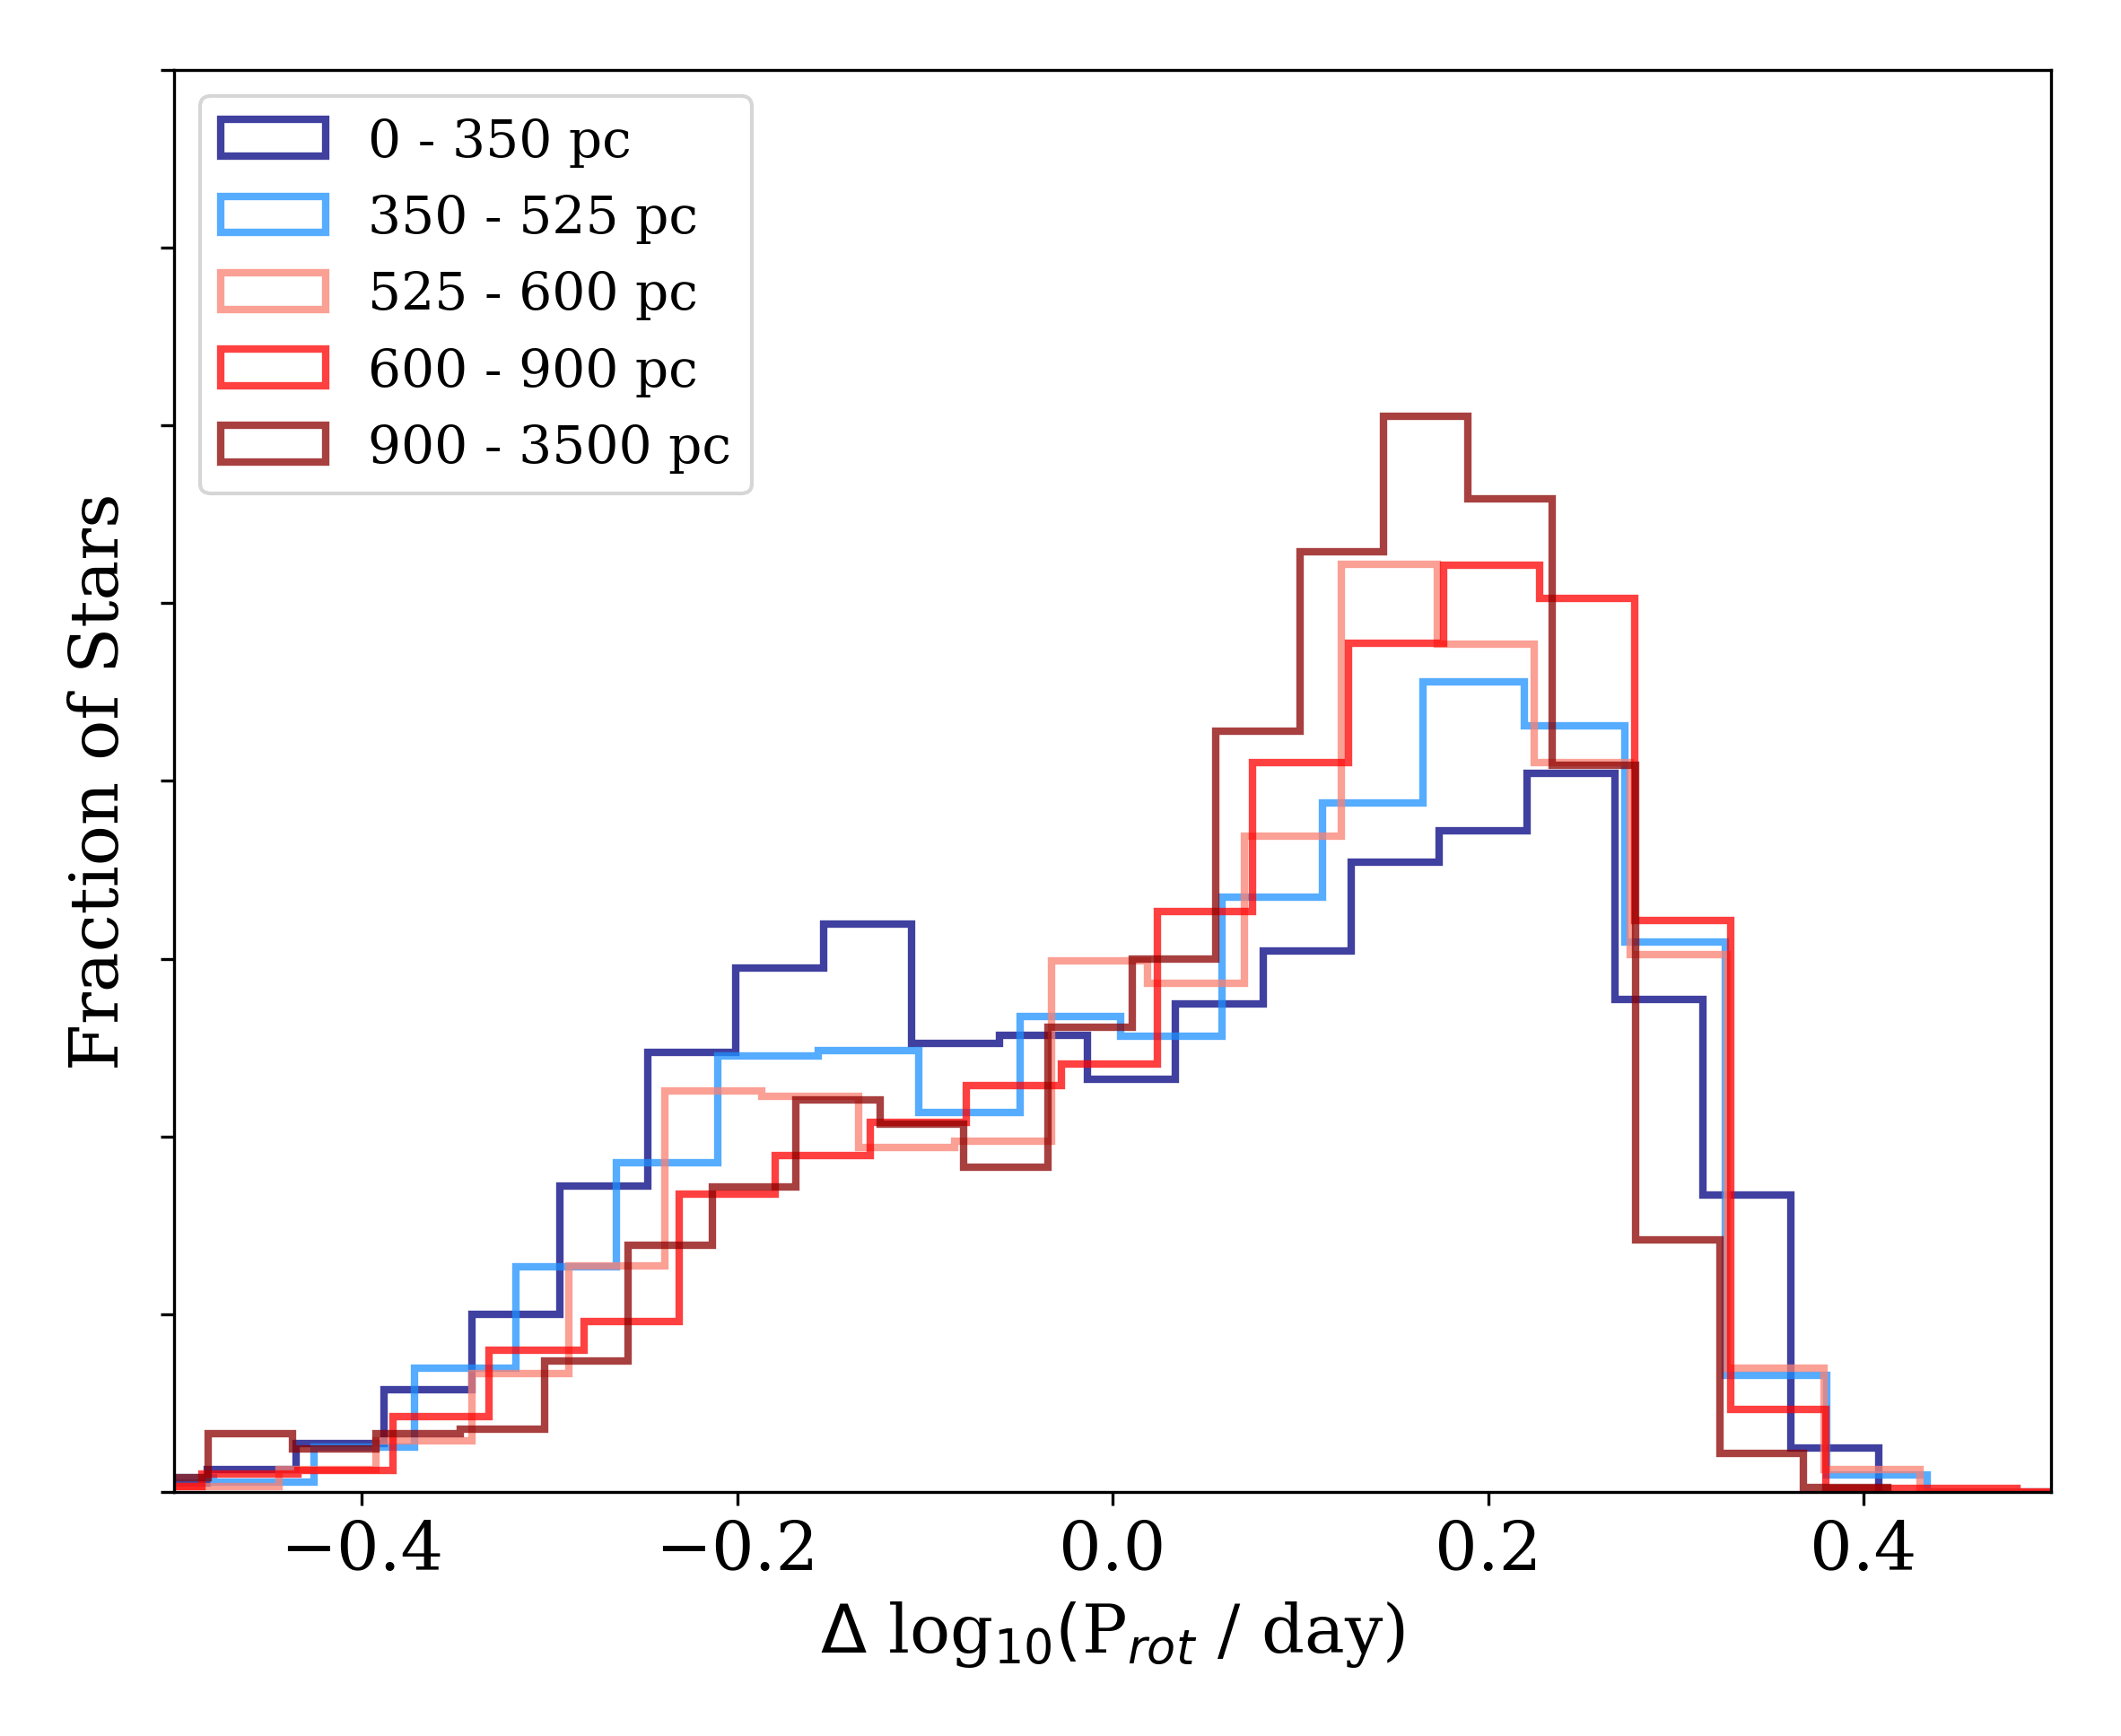 0 - 350 pc
350 - 525 pc
525 - 600 pc
600 - 900 pc
900 - 3500 pc
Fraction of Stars
−0.4 −0.2 0.0 0.2 0.4
Δ log₁₀(P_rot / day)